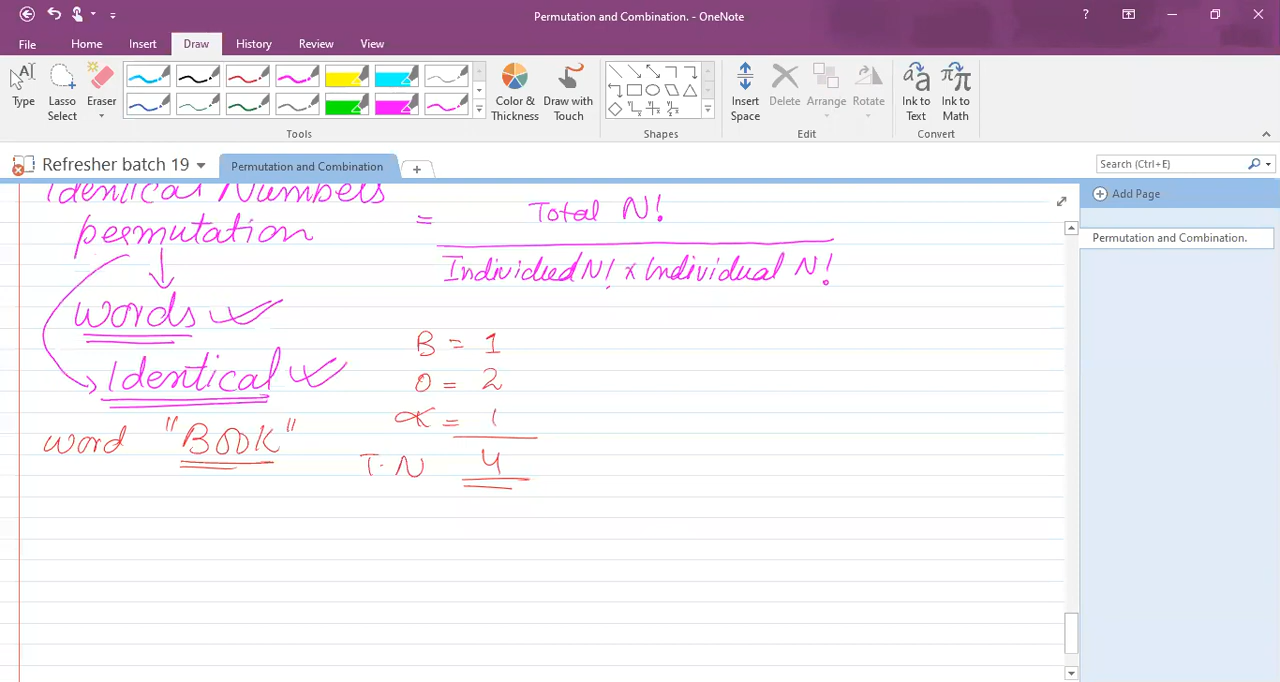 Permutation and Combination. - OneNote
?
File Home Insert Draw History Review View
Type
Lasso Select
Eraser
Color & Thickness
Draw with Touch
Insert Space
Delete
Arrange
Rotate
Ink to Text
Ink to Math
Tools
Shapes
Edit
Convert
Refresher batch 19
Permutation and Combination
Search (Ctrl+E)
Add Page
Permutation and Combination.
Identical Numbers
permutation
= Total N!
Individual N! x Individual N!
words ✓
Identical ✓
word "BOOK"
B = 1
O = 2
K = 1
T. N 4